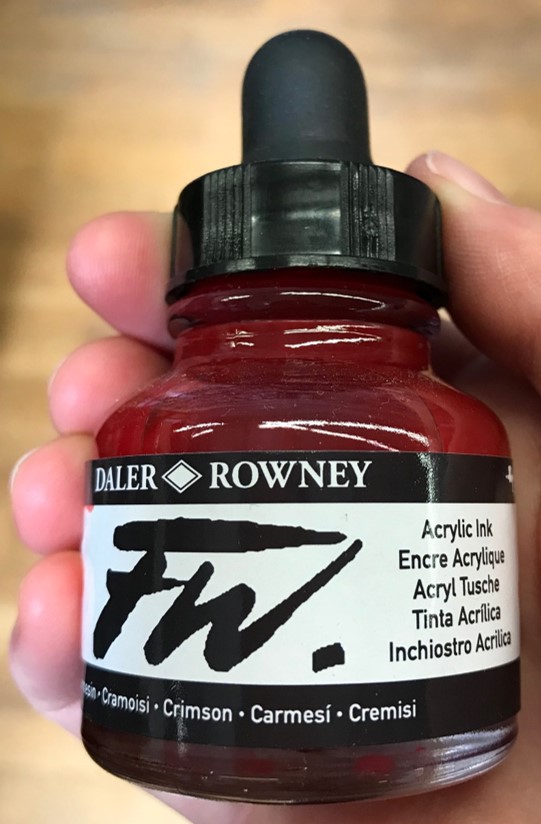 DALER ROWNEY
FW.
Acrylic Ink
Encre Acrylique
Acryl Tusche
Tinta Acrílica
Inchiostro Acrilica
• Cramoisi • Crimson • Carmesí • Cremisi